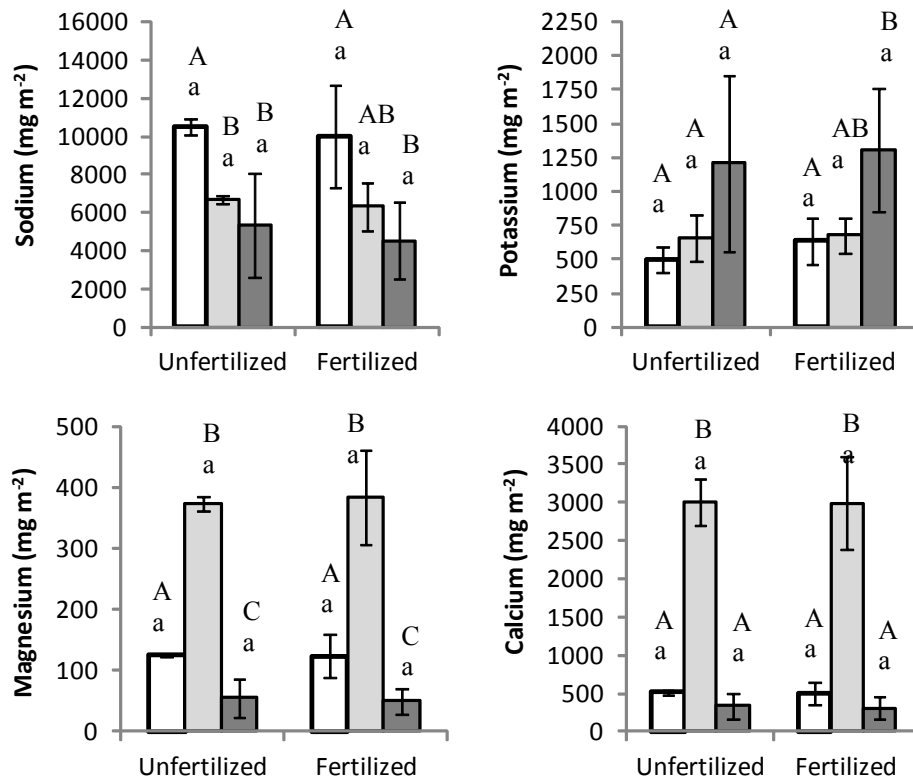 Sodium (mg m-2)
16000
14000
12000
10000
8000
6000
4000
2000
0
A
a
B
a
B
a
A
a
AB
a
B
a
Unfertilized Fertilized
Potassium (mg m-2)
2250
2000
1750
1500
1250
1000
750
500
250
0
A
a
A
a
A
a
A
a
AB
a
B
a
Unfertilized Fertilized
Magnesium (mg m-2)
500
400
300
200
100
0
A
a
B
a
C
a
A
a
B
a
C
a
Unfertilized Fertilized
Calcium (mg m-2)
4000
3500
3000
2500
2000
1500
1000
500
0
A
a
B
a
A
a
A
a
B
a
A
a
Unfertilized Fertilized